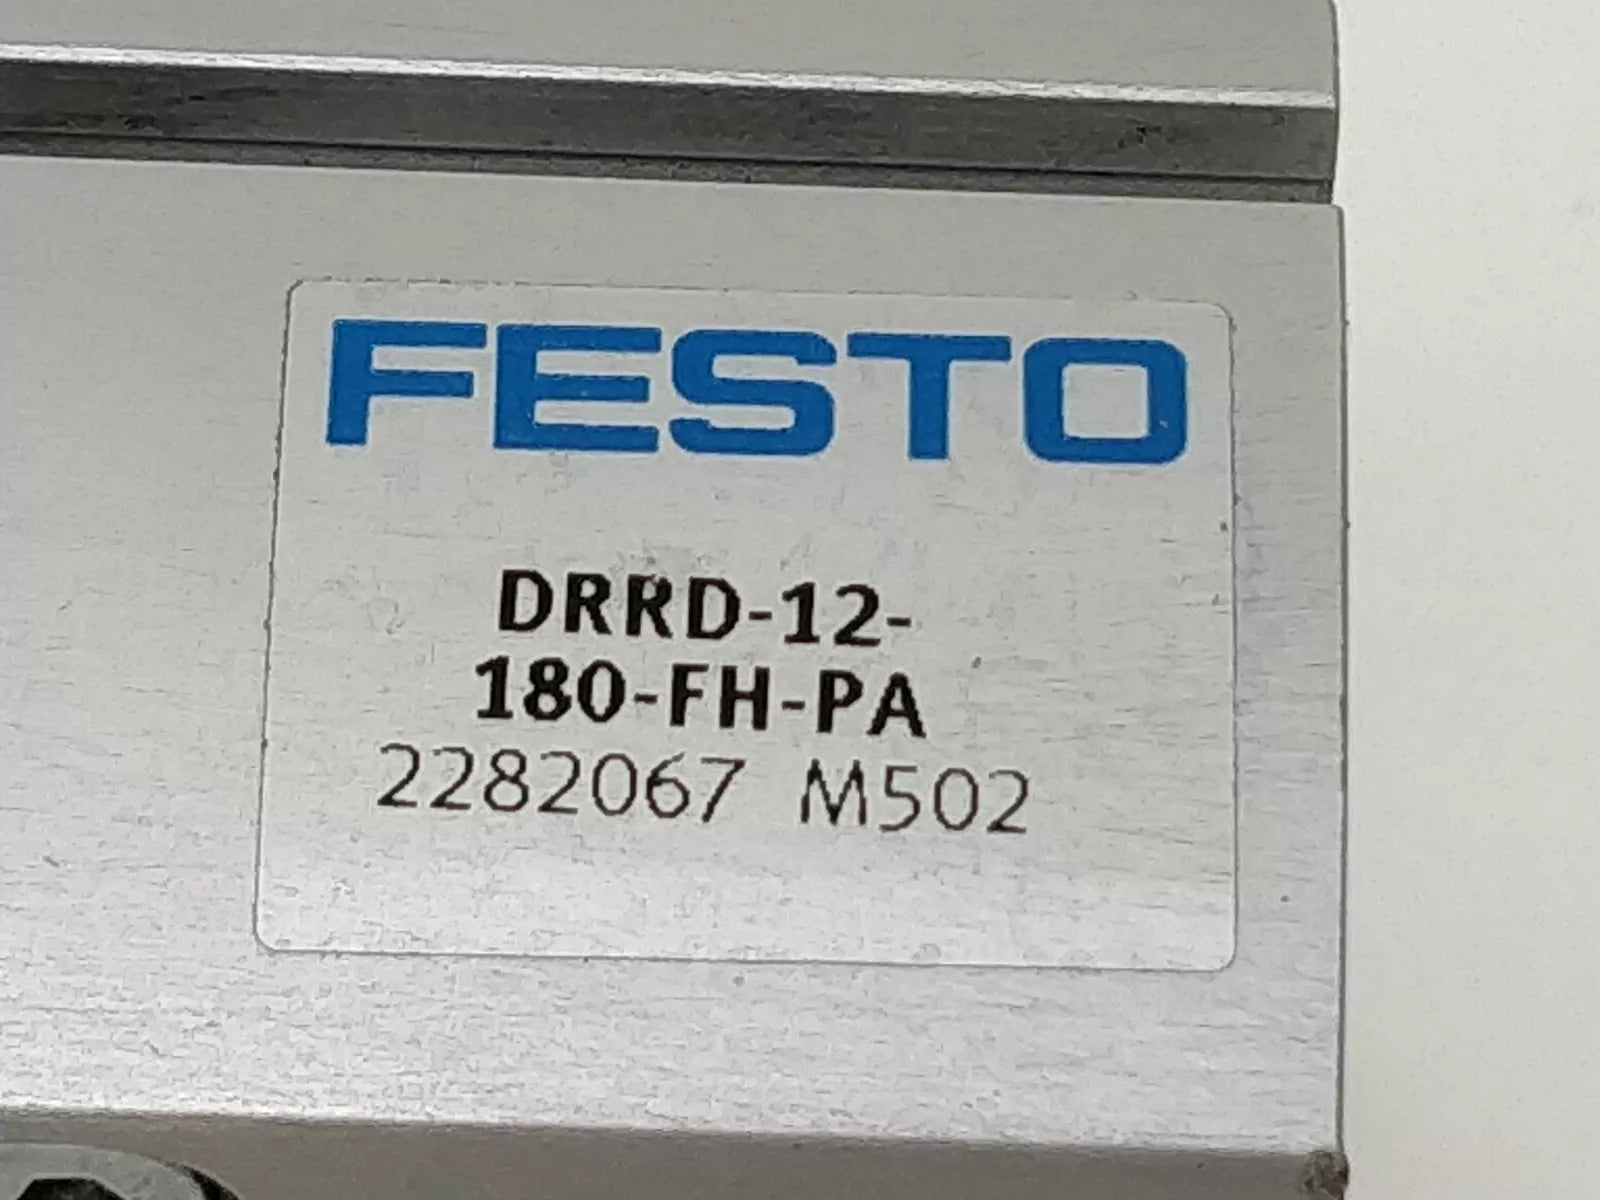 FESTO
DRRD-12-
180-FH-PA
2282067 M502